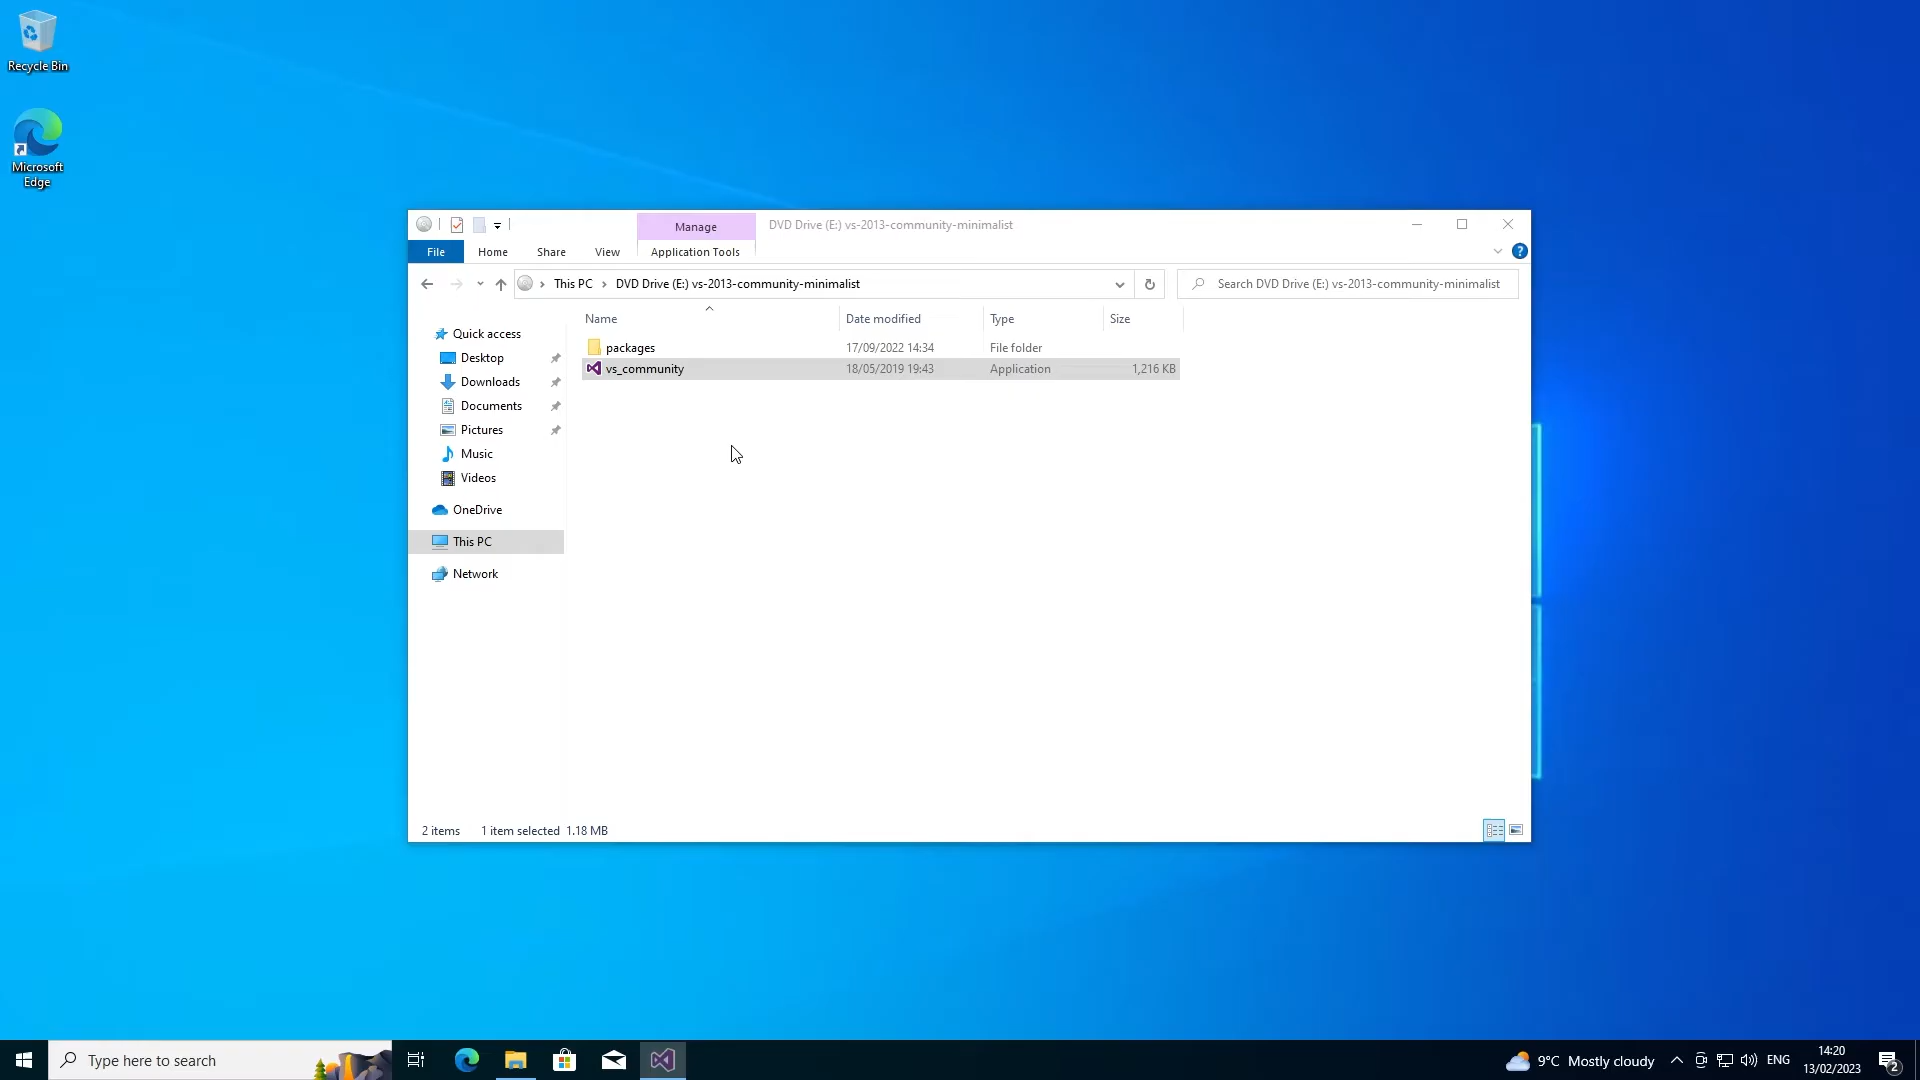 Recycle Bin
Microsoft
Edge
Manage
DVD Drive (E:) vs-2013-community-minimalist
File
Home
Share
View
Application Tools
This PC
DVD Drive (E:) vs-2013-community-minimalist
Search DVD Drive (E:) vs-2013-community-minimalist
Name
Date modified
Type
Size
Quick access
Desktop
Downloads
Documents
Pictures
Music
Videos
OneDrive
This PC
Network
packages 17/09/2022 14:34 File folder
vs_community 18/05/2019 19:43 Application 1,216 KB
2 items 1 item selected 1.18 MB
Type here to search
9°C Mostly cloudy
ENG
14:20
13/02/2023
2